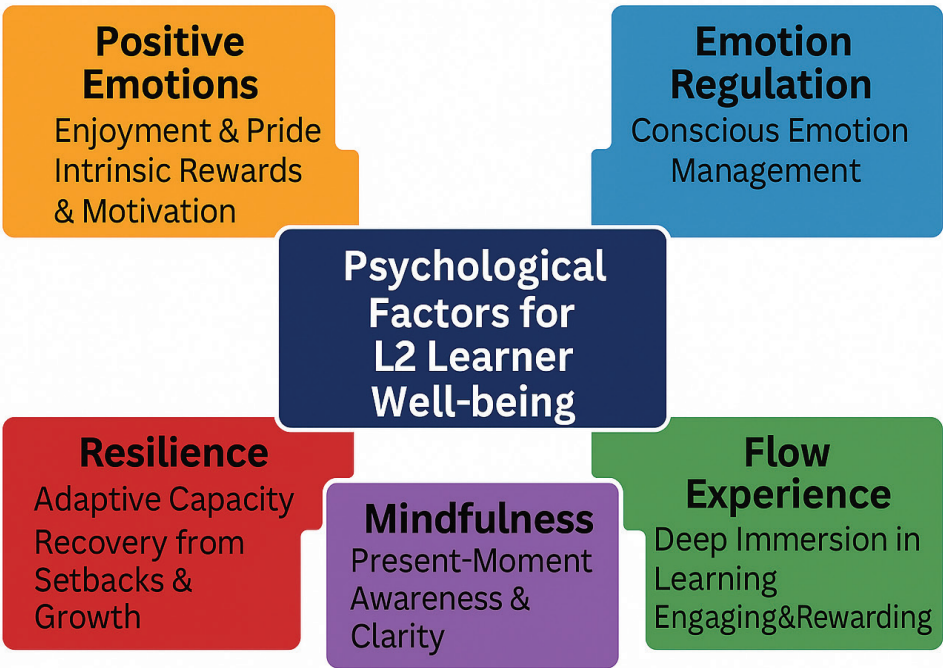 Positive
Emotions
Enjoyment & Pride
Intrinsic Rewards
& Motivation
Emotion
Regulation
Conscious Emotion
Management
Psychological
Factors for
L2 Learner
Well-being
Resilience
Adaptive Capacity
Recovery from
Setbacks &
Growth
Mindfulness
Present-Moment
Awareness &
Clarity
Flow
Experience
Deep Immersion in
Learning
Engaging&Rewarding